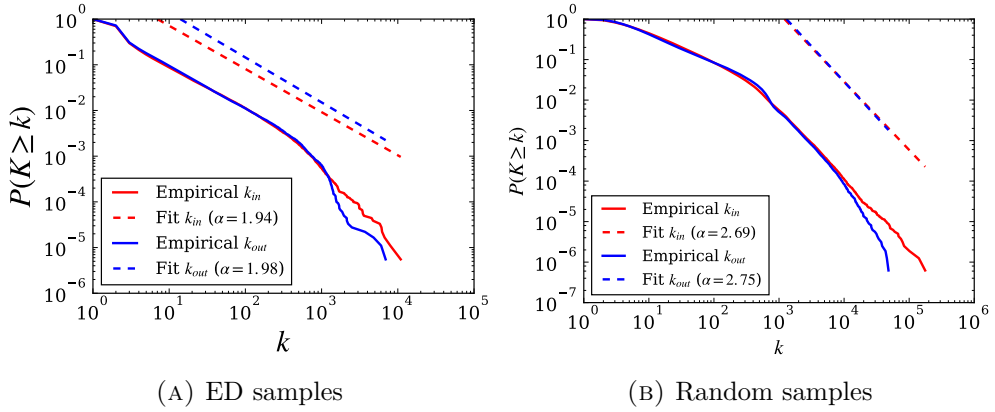 10^0
10^-1
10^-2
10^-3
10^-4
10^-5
10^-6
P(K ≥ k)
Empirical k_in
Fit k_in (α=1.94)
Empirical k_out
Fit k_out (α=1.98)
10^0 10^1 10^2 10^3 10^4 10^5
k
(A) ED samples
10^0
10^-1
10^-2
10^-3
10^-4
10^-5
10^-6
10^-7
P(K ≥ k)
Empirical k_in
Fit k_in (α=2.69)
Empirical k_out
Fit k_out (α=2.75)
10^0 10^1 10^2 10^3 10^4 10^5 10^6
k
(B) Random samples